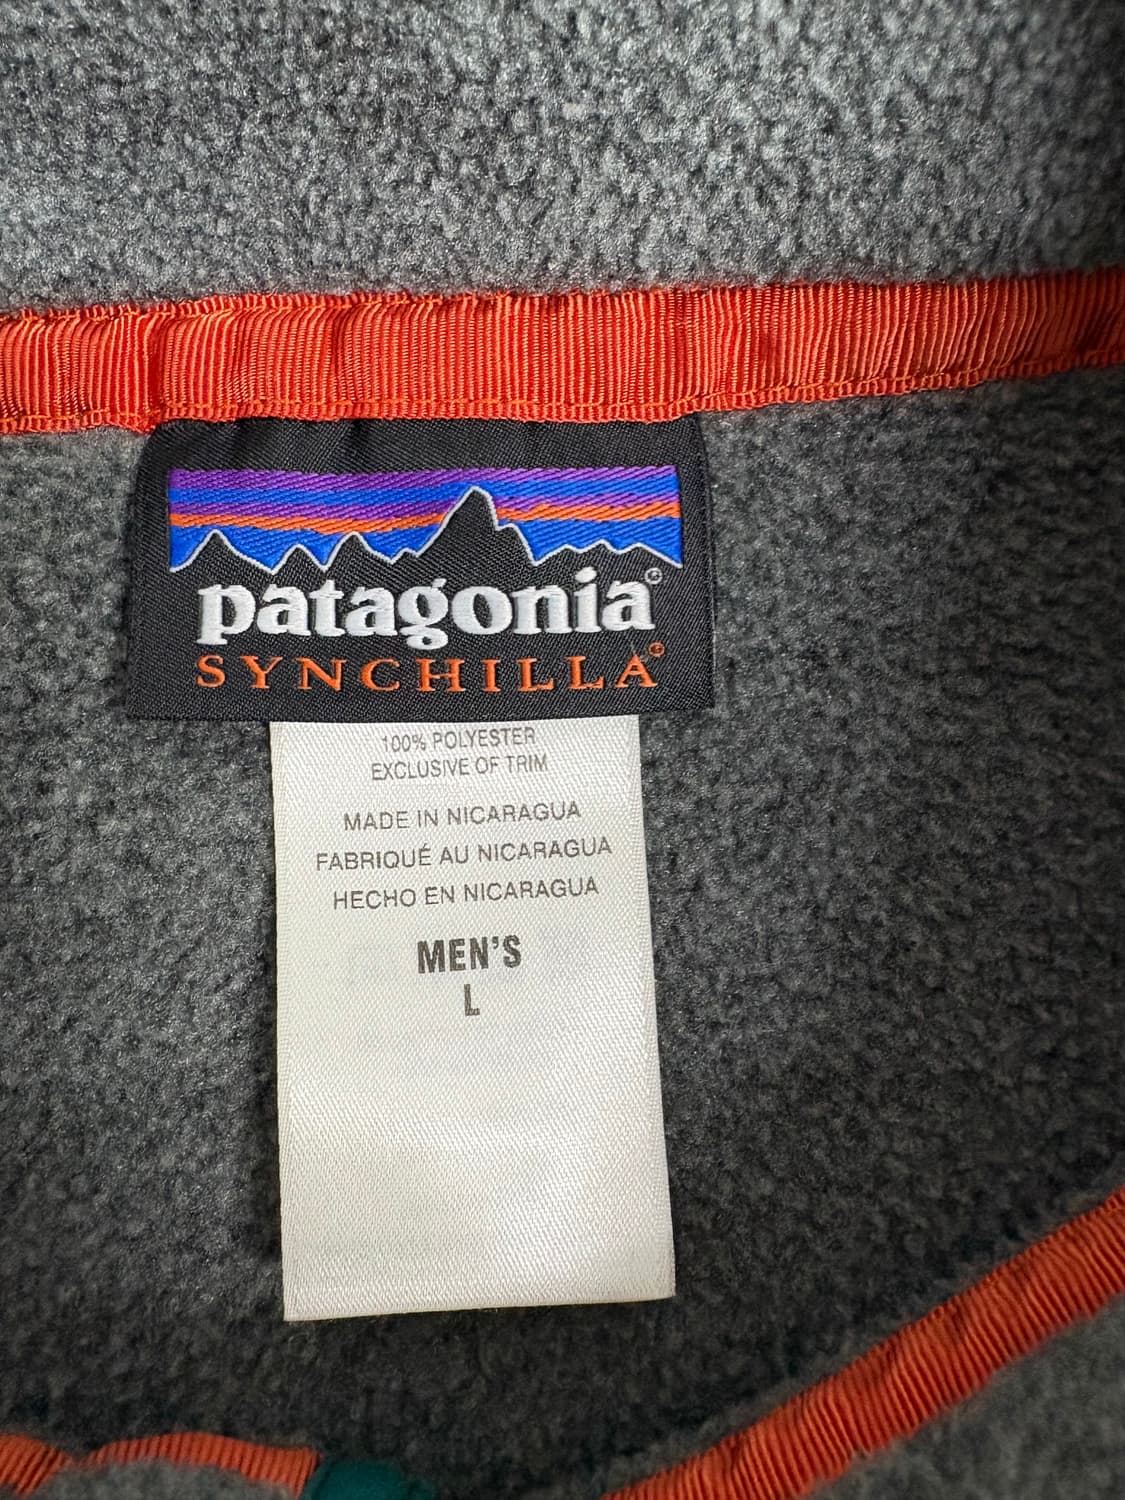 patagonia®
SYNCHILLA®
100% POLYESTER
EXCLUSIVE OF TRIM
MADE IN NICARAGUA
FABRIQUÉ AU NICARAGUA
HECHO EN NICARAGUA
MEN'S
L